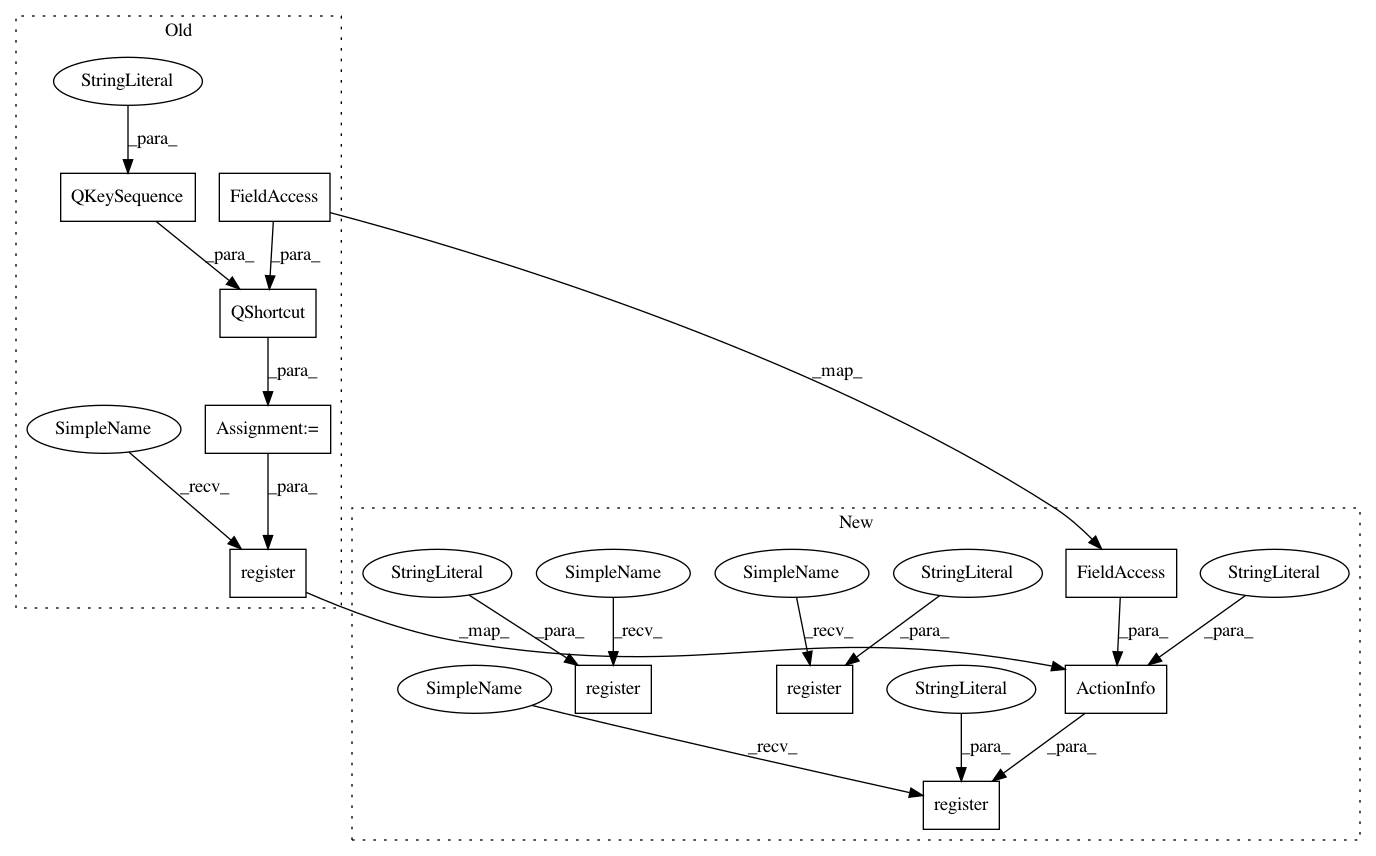 Old
StringLiteral
_para_
QKeySequence
FieldAccess
_para_
_para_
QShortcut
_para_
_map_
SimpleName
Assignment:=
_recv_
_para_
register
New
StringLiteral
SimpleName
SimpleName
StringLiteral
FieldAccess
StringLiteral
_map_
_para_
_recv_
_recv_
_para_
_para_
_para_
SimpleName
register
register
StringLiteral
ActionInfo
_recv_
_para_
_para_
register